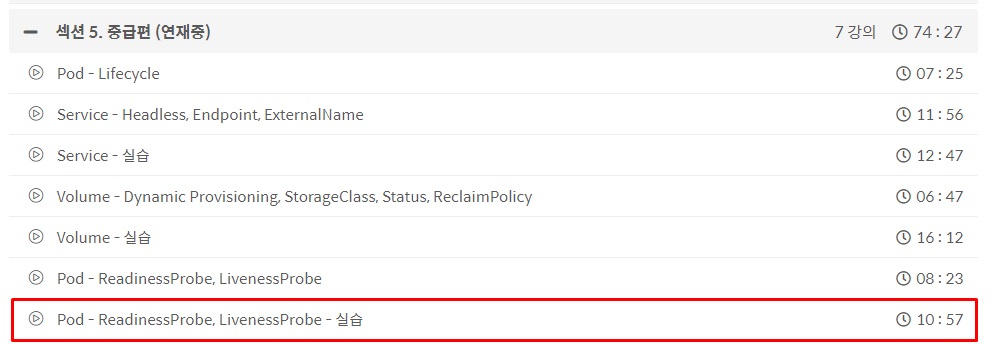 섹션 5. 중급편 (연재중) 7 강의 74 : 27
Pod - Lifecycle 07 : 25
Service - Headless, Endpoint, ExternalName 11 : 56
Service - 실습 12 : 47
Volume - Dynamic Provisioning, StorageClass, Status, ReclaimPolicy 06 : 47
Volume - 실습 16 : 12
Pod - ReadinessProbe, LivenessProbe 08 : 23
Pod - ReadinessProbe, LivenessProbe - 실습 10 : 57